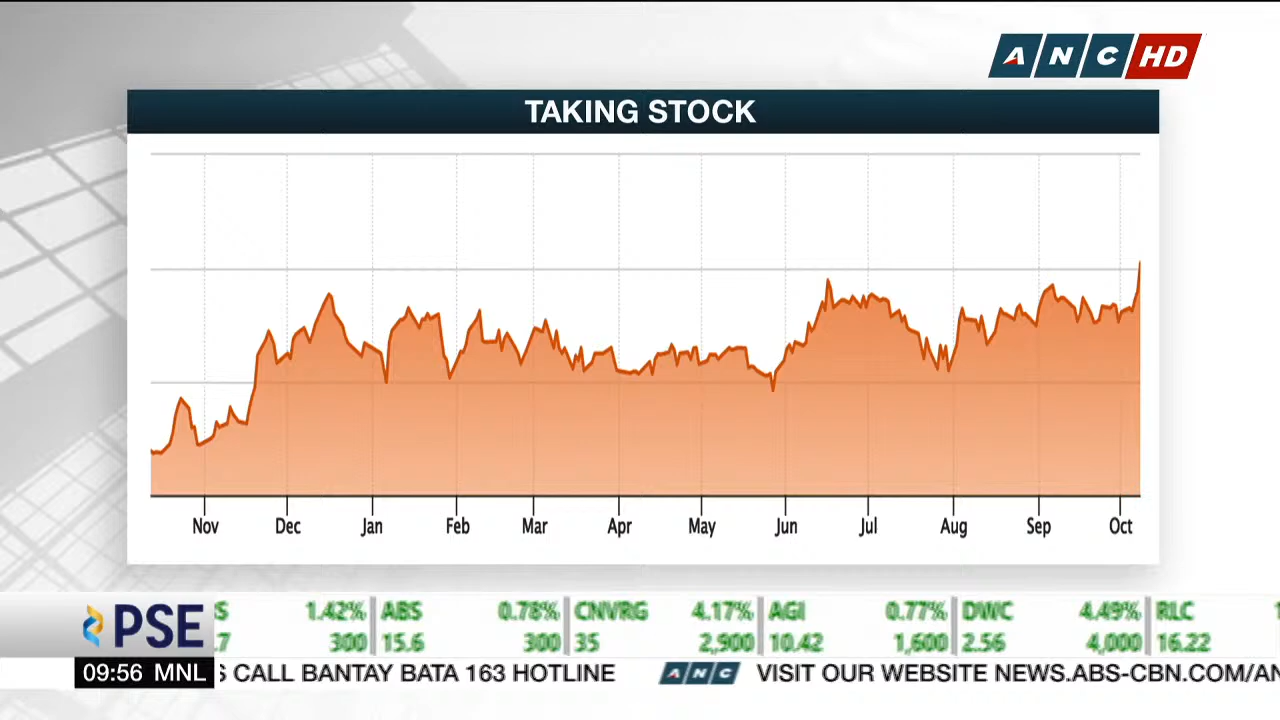 ANC HD
TAKING STOCK
Nov Dec Jan Feb Mar Apr May Jun Jul Aug Sep Oct
PSE
S 1.42% ABS 0.78% CNVRG 4.17% AGI 0.77% DWC 4.49% RLC
.7 300 15.6 300 35 2,900 10.42 1,600 2.56 4,000 16.22
09:56 MNL
S CALL BANTAY BATA 163 HOTLINE ANC VISIT OUR WEBSITE NEWS.ABS-CBN.COM/AN